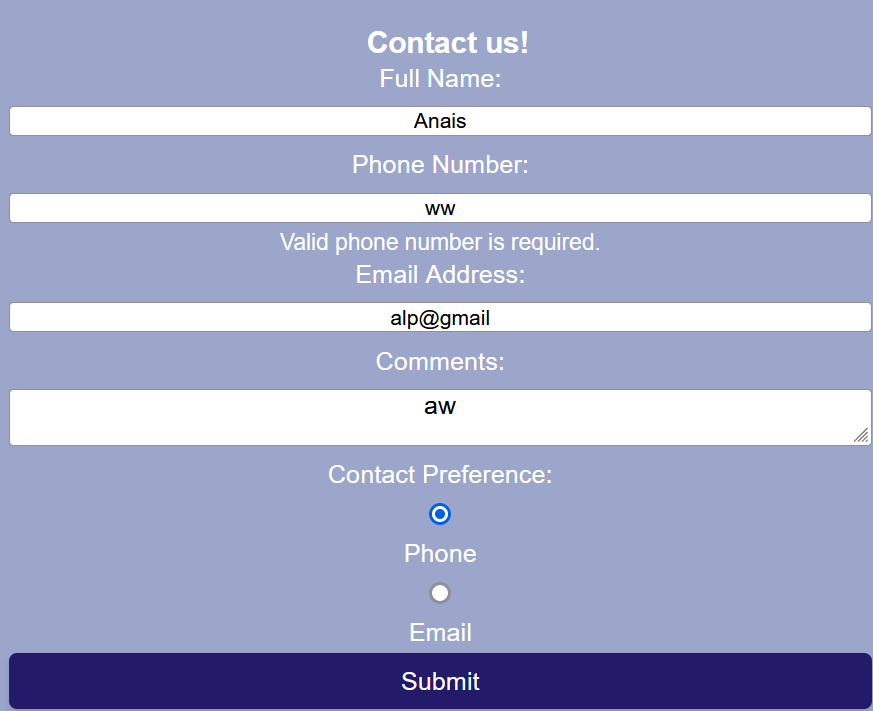 Contact us!
Full Name:
Anais
Phone Number:
ww
Valid phone number is required.
Email Address:
alp@gmail
Comments:
aw
Contact Preference:
Phone
Email
Submit